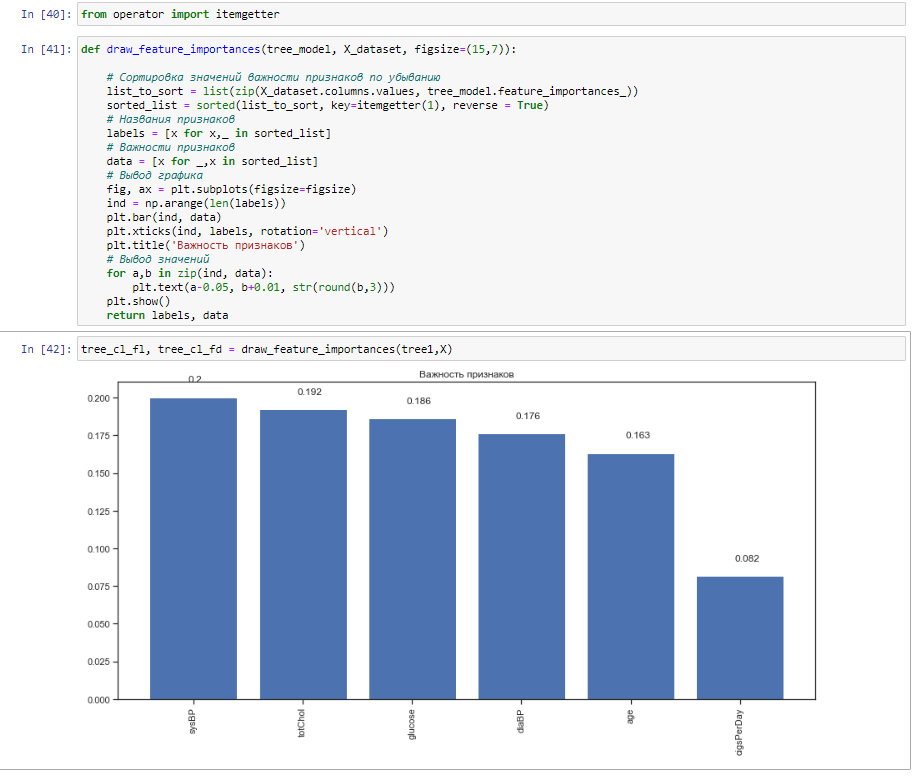 In [40]: from operator import itemgetter
In [41]: def draw_feature_importances(tree_model, X_dataset, figsize=(15,7)):
# Сортировка значений важности признаков по убыванию
list_to_sort = list(zip(X_dataset.columns.values, tree_model.feature_importances_))
sorted_list = sorted(list_to_sort, key=itemgetter(1), reverse = True)
# Названия признаков
labels = [x for x,_ in sorted_list]
# Важности признаков
data = [x for _,x in sorted_list]
# Вывод графика
fig, ax = plt.subplots(figsize=figsize)
ind = np.arange(len(labels))
plt.bar(ind, data)
plt.xticks(ind, labels, rotation='vertical')
plt.title('Важность признаков')
# Вывод значений
for a,b in zip(ind, data):
plt.text(a-0.05, b+0.01, str(round(b,3)))
plt.show()
return labels, data
In [42]: tree_cl_fl, tree_cl_fd = draw_feature_importances(tree1,X)
Важность признаков
0.2
0.192
0.186
0.176
0.163
0.082
0.200
0.175
0.150
0.125
0.100
0.075
0.050
0.025
0.000
sysBP
totChol
glucose
diaBP
age
cigsPerDay